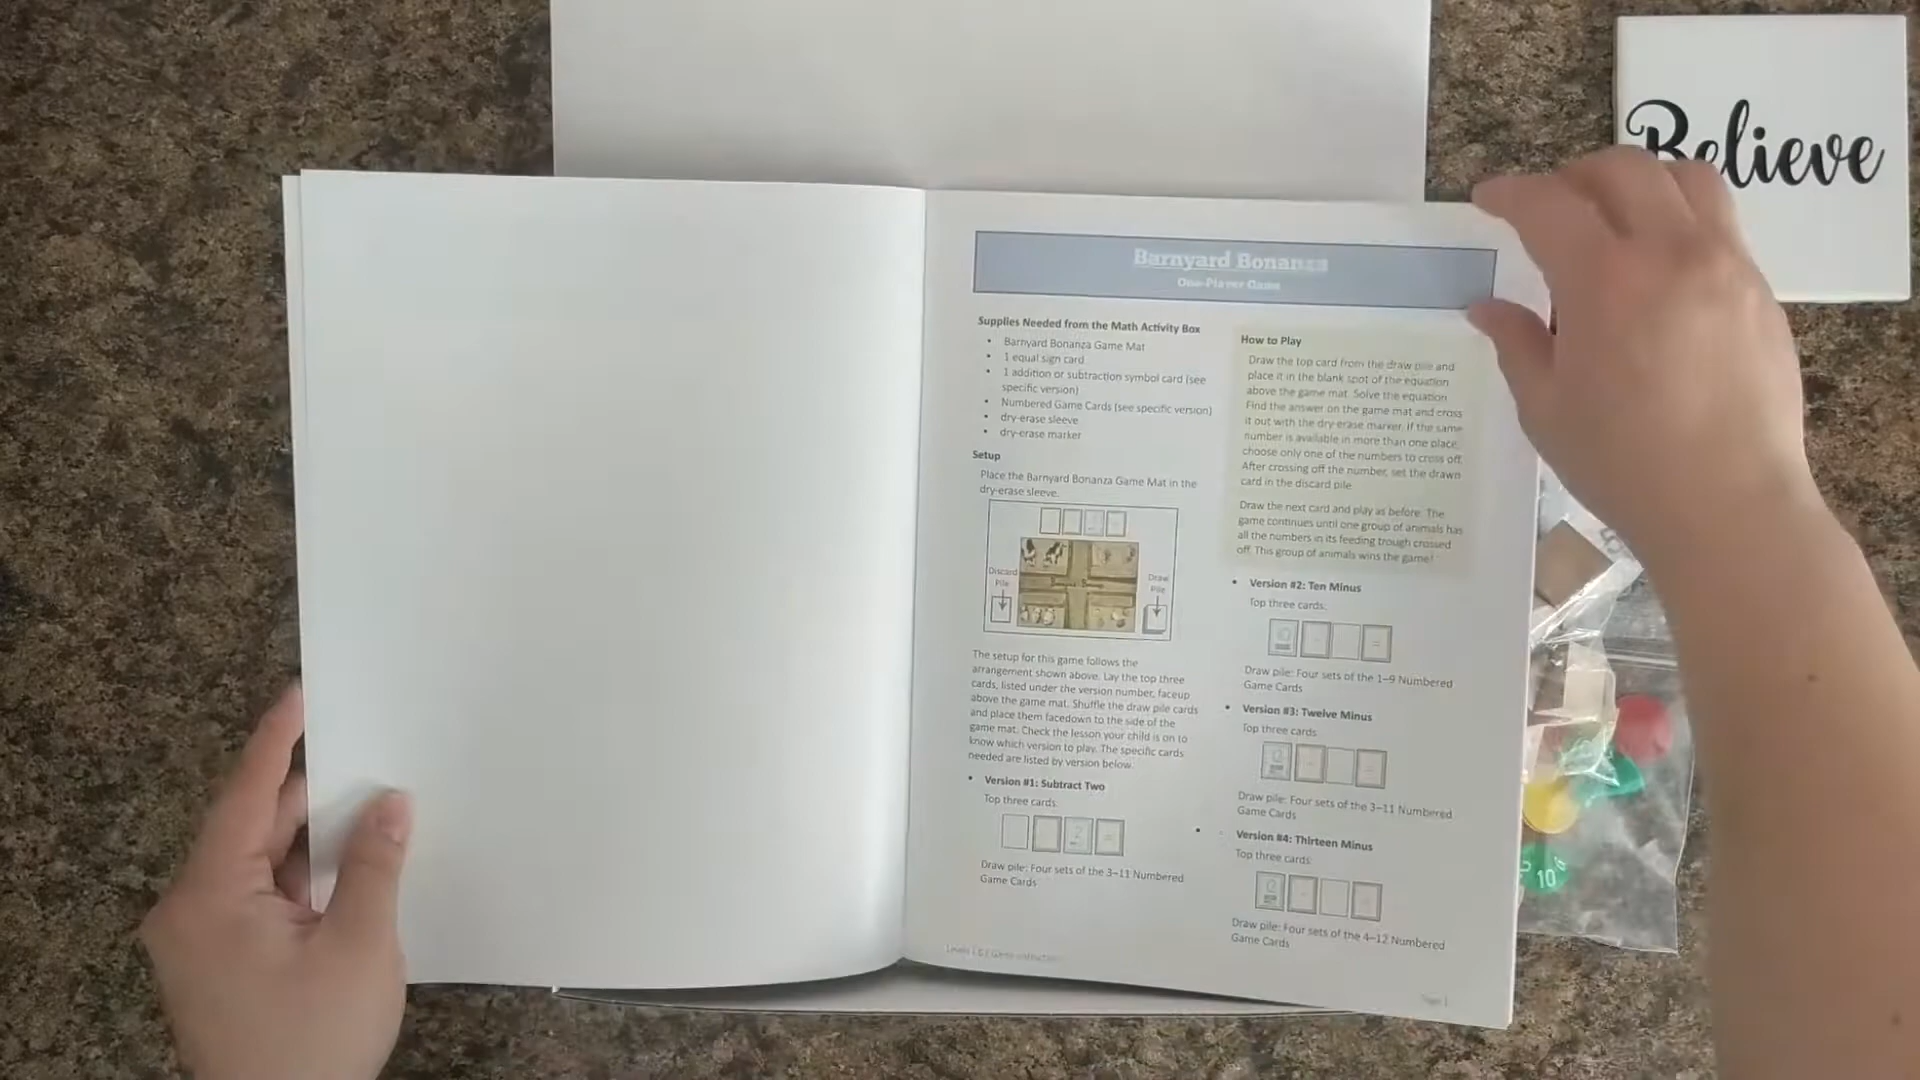 Believe
Barnyard Bonanza
One-Player Game
Supplies Needed from the Math Activity Box
• Barnyard Bonanza Game Mat
• 1 equal sign card
• 1 addition or subtraction symbol card (see
specific version)
• Numbered Game Cards (see specific version)
• dry-erase sleeve
• dry-erase marker
Setup
Place the Barnyard Bonanza Game Mat in the
dry-erase sleeve.
Discard
Pile
Draw
Pile
The setup for this game follows the
arrangement shown above. Lay the top three
cards, listed under the version number, faceup
above the game mat. Shuffle the draw pile cards
and place them facedown to the side of the
game mat. Check the lesson your child is on to
know which version to play. The specific cards
needed are listed by version below.
• Version #1: Subtract Two
Top three cards:
2 =
Draw pile: Four sets of the 3–11 Numbered
Game Cards
How to Play
Draw the top card from the draw pile and
place it in the blank spot of the equation
above the game mat. Solve the equation.
Find the answer on the game mat and cross
it out with the dry erase marker. If the same
number is available in more than one place,
choose only one of the numbers to cross off.
After crossing off the number, set the drawn
card in the discard pile.
Draw the next card and play as before. The
game continues until one group of animals has
all the numbers in its feeding trough crossed
off. This group of animals wins the game!
• Version #2: Ten Minus
Top three cards:
Draw pile: Four sets of the 1–9 Numbered
Game Cards
• Version #3: Twelve Minus
Top three cards:
Draw pile: Four sets of the 3–11 Numbered
Game Cards
• Version #4: Thirteen Minus
Top three cards:
Draw pile: Four sets of the 4–12 Numbered
Game Cards
Page 1
5
10